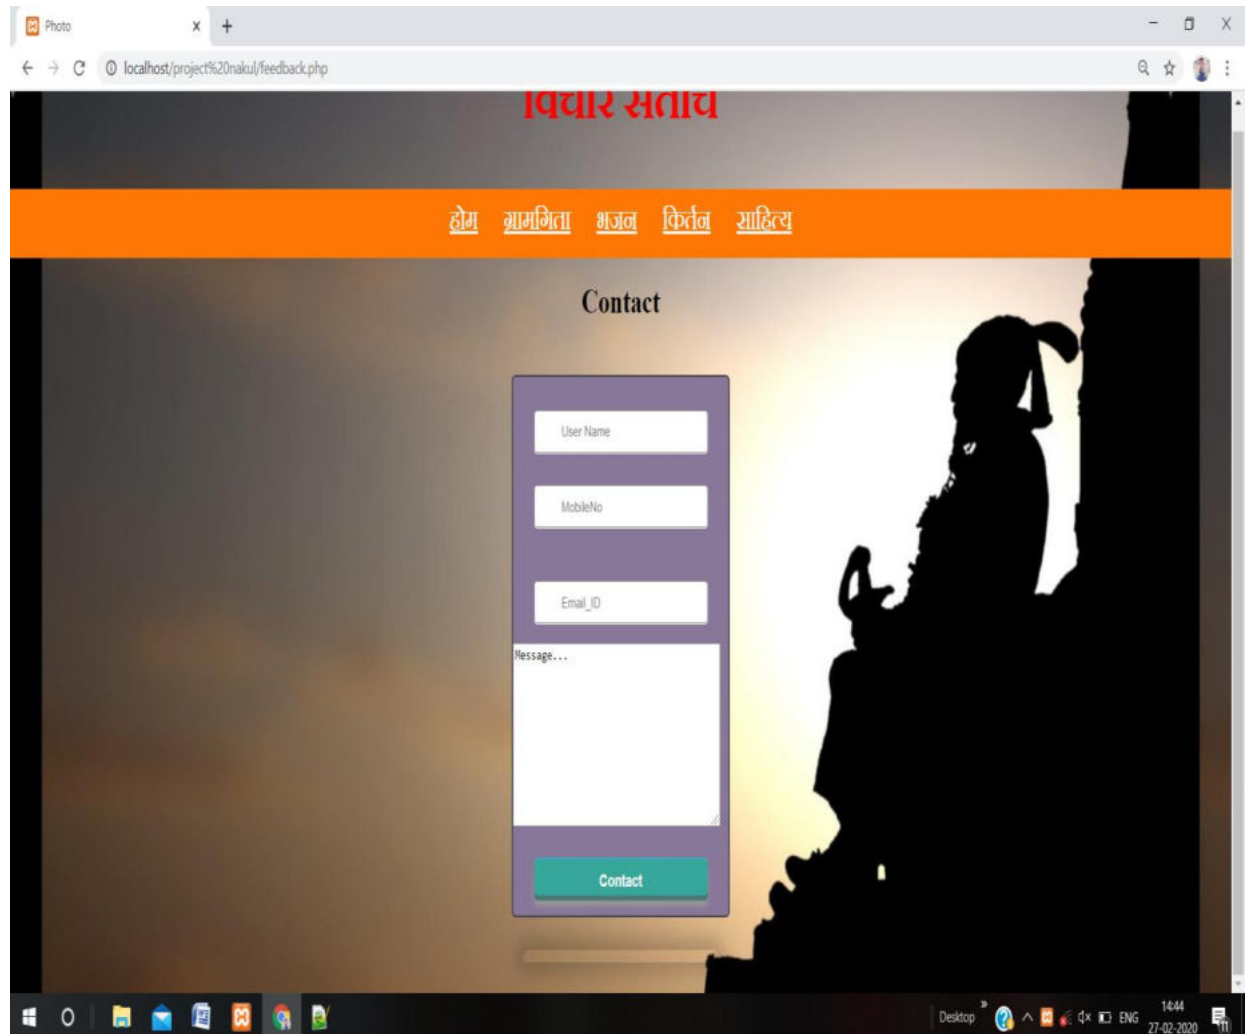 Photo
localhost/project%20nakul/feedback.php
विचार संतांचे
होम ग्रामगिता भजन किर्तन साहित्य
Contact
User Name
MobileNo
Email_ID
Message...
Contact
Desktop
ENG
14:44
27-02-2020